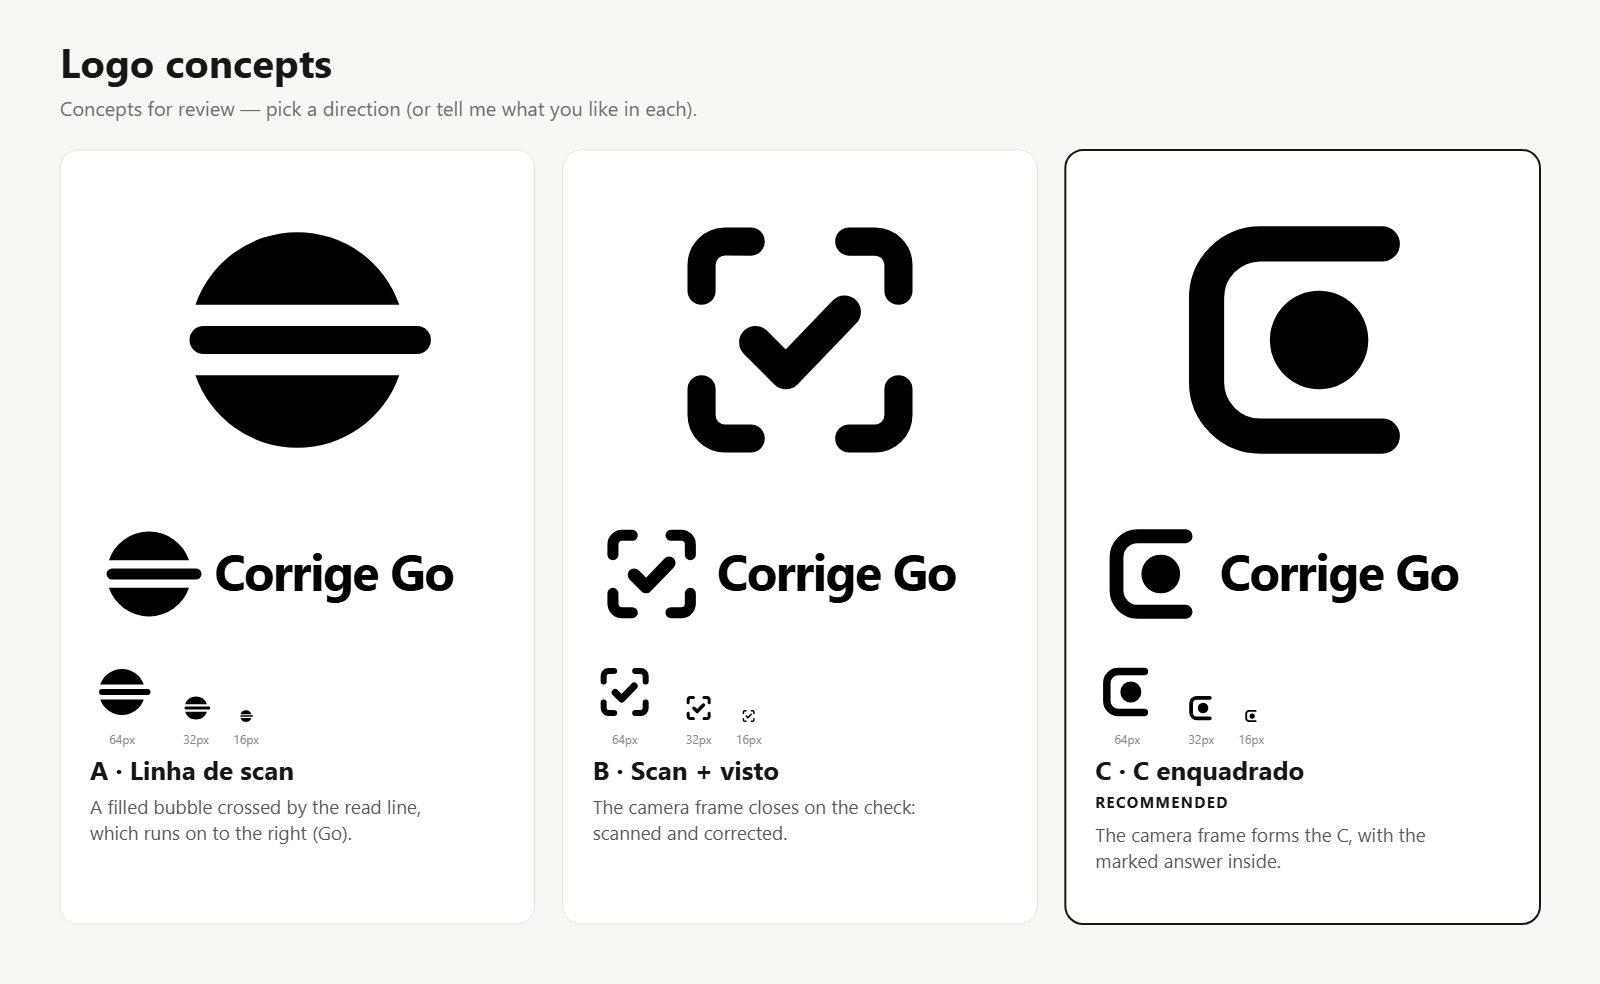 Logo concepts
Concepts for review — pick a direction (or tell me what you like in each).
Corrige Go
64px 32px 16px
A · Linha de scan
A filled bubble crossed by the read line,
which runs on to the right (Go).
Corrige Go
64px 32px 16px
B · Scan + visto
The camera frame closes on the check:
scanned and corrected.
Corrige Go
64px 32px 16px
C · C enquadrado
RECOMMENDED
The camera frame forms the C, with the
marked answer inside.